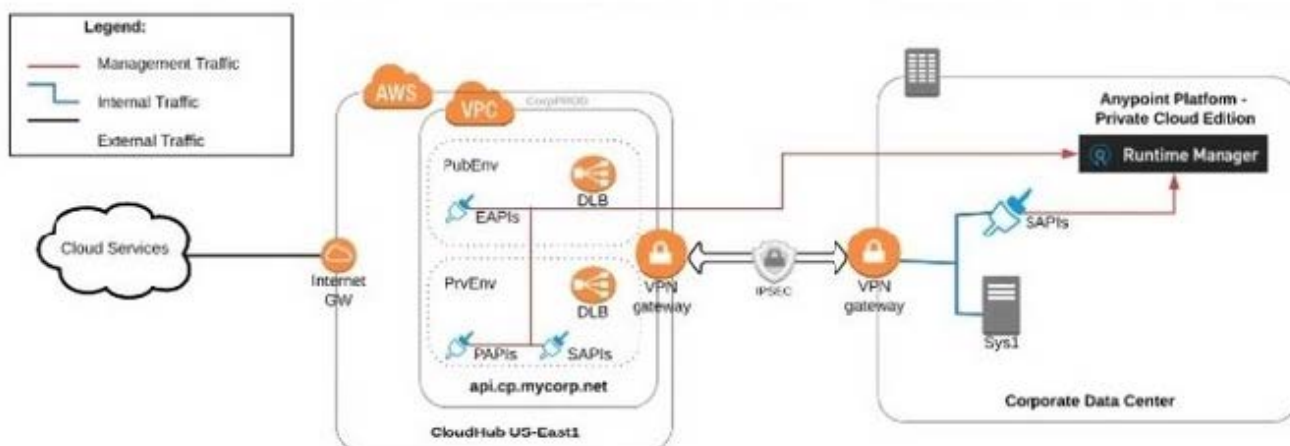 Legend:
Management Traffic
Internal Traffic
External Traffic
Cloud Services
Internet
GW
AWS
VPC
CorpPROD
PubEnv
EAPIs
DLB
PrvEnv
DLB
PAPIs
SAPIs
api.cp.mycorp.net
CloudHub US-East1
VPN
gateway
IPSEC
VPN
gateway
Anypoint Platform -
Private Cloud Edition
Runtime Manager
SAPIs
Sys1
Corporate Data Center